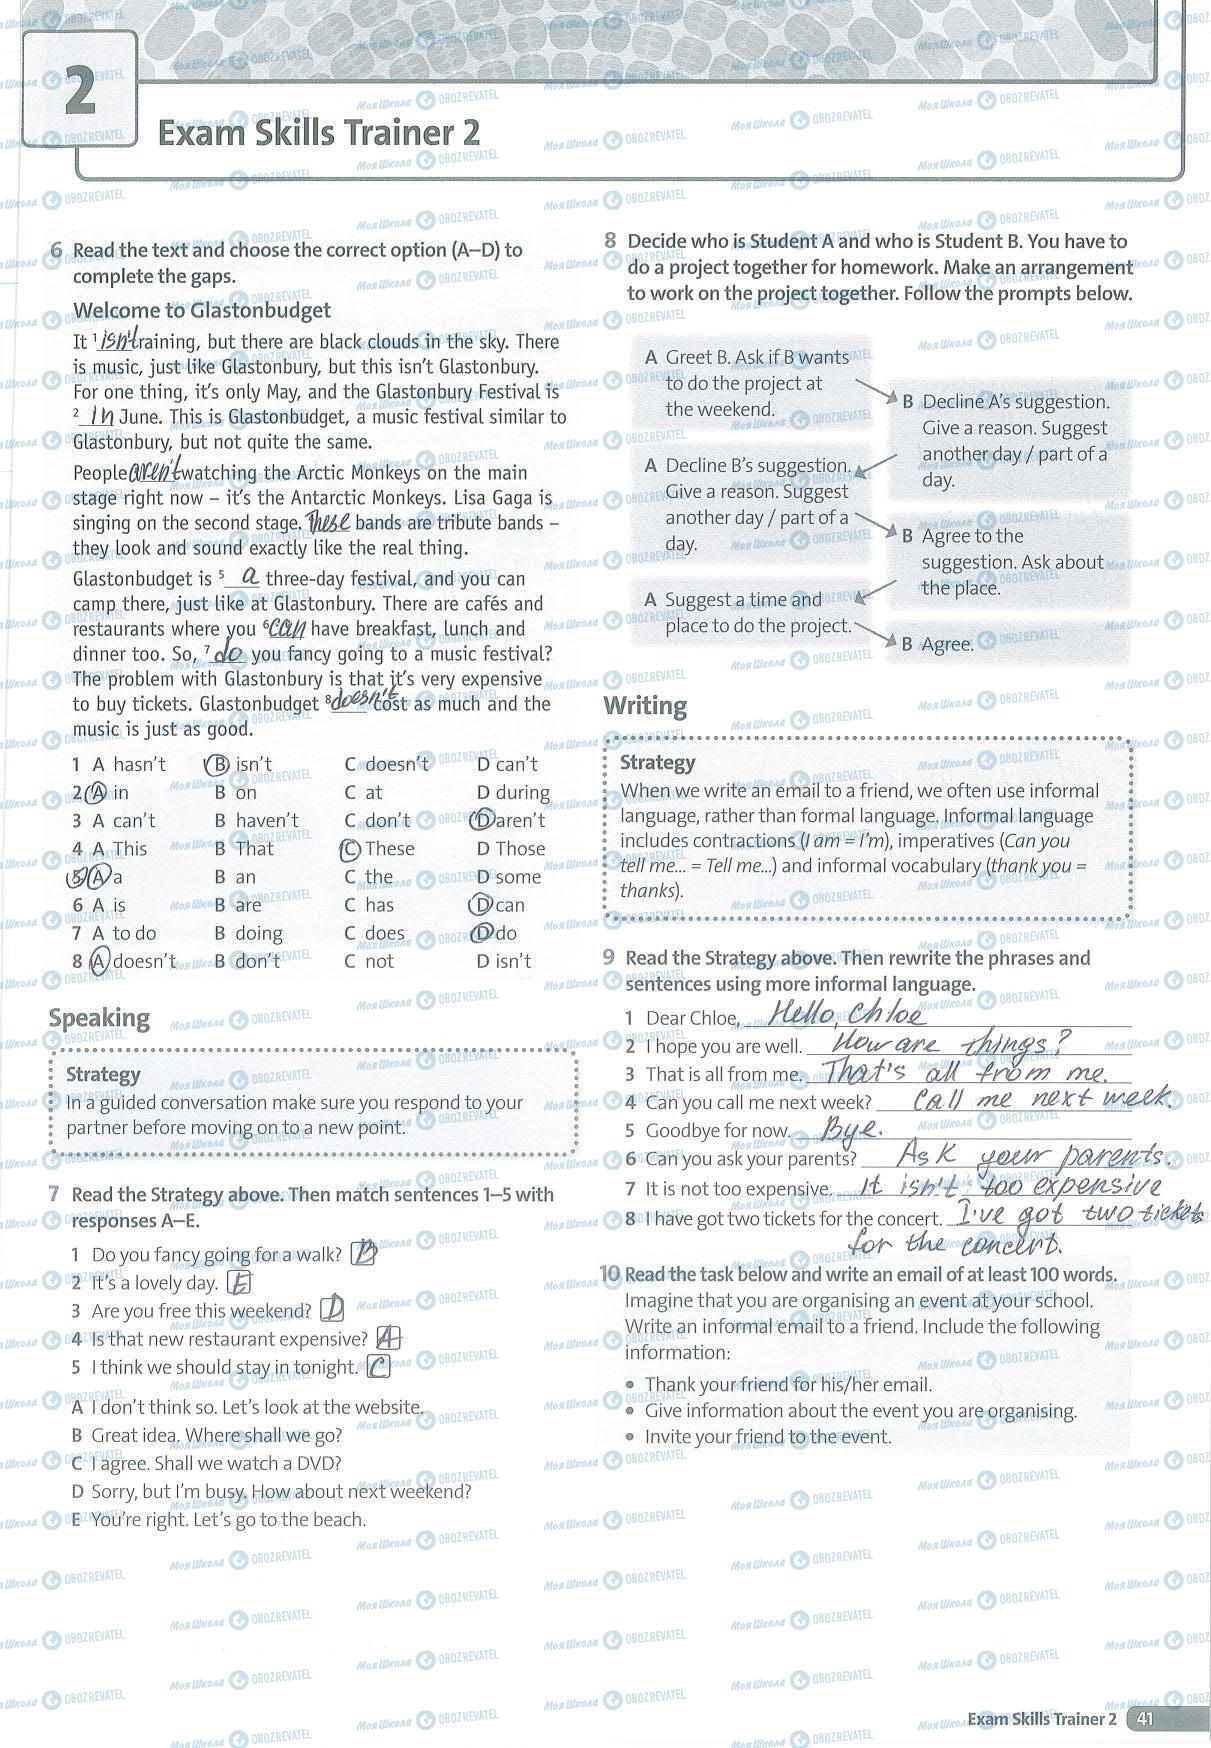 2
Exam Skills Trainer 2
6 Read the text and choose the correct option (A–D) to
complete the gaps.
Welcome to Glastonbudget
It ¹ isn't raining, but there are black clouds in the sky. There
is music, just like Glastonbury, but this isn't Glastonbury.
For one thing, it's only May, and the Glastonbury Festival is
² in June. This is Glastonbudget, a music festival similar to
Glastonbury, but not quite the same.
People aren't watching the Arctic Monkeys on the main
stage right now – it's the Antarctic Monkeys. Lisa Gaga is
singing on the second stage. These bands are tribute bands –
they look and sound exactly like the real thing.
Glastonbudget is ⁵ a three-day festival, and you can
camp there, just like at Glastonbury. There are cafés and
restaurants where you ⁶ can have breakfast, lunch and
dinner too. So, ⁷ do you fancy going to a music festival?
The problem with Glastonbury is that it's very expensive
to buy tickets. Glastonbudget ⁸ doesn't cost as much and the
music is just as good.
1 A hasn't B isn't C doesn't D can't
2 A in B on C at D during
3 A can't B haven't C don't D aren't
4 A This B That C These D Those
5 A a B an C the D some
6 A is B are C has D can
7 A to do B doing C does D do
8 A doesn't B don't C not D isn't
Speaking
Strategy
In a guided conversation make sure you respond to your
partner before moving on to a new point.
7 Read the Strategy above. Then match sentences 1–5 with
responses A–E.
1 Do you fancy going for a walk? B
2 It's a lovely day. E
3 Are you free this weekend? D
4 Is that new restaurant expensive? A
5 I think we should stay in tonight. C
A I don't think so. Let's look at the website.
B Great idea. Where shall we go?
C I agree. Shall we watch a DVD?
D Sorry, but I'm busy. How about next weekend?
E You're right. Let's go to the beach.
8 Decide who is Student A and who is Student B. You have to
do a project together for homework. Make an arrangement
to work on the project together. Follow the prompts below.
A Greet B. Ask if B wants
to do the project at
the weekend.
B Decline A's suggestion.
Give a reason. Suggest
another day / part of a
day.
A Decline B's suggestion.
Give a reason. Suggest
another day / part of a
day.
B Agree to the
suggestion. Ask about
the place.
A Suggest a time and
place to do the project.
B Agree.
Writing
Strategy
When we write an email to a friend, we often use informal
language, rather than formal language. Informal language
includes contractions (I am = I'm), imperatives (Can you
tell me... = Tell me...) and informal vocabulary (thank you =
thanks).
9 Read the Strategy above. Then rewrite the phrases and
sentences using more informal language.
1 Dear Chloe, Hello, Chloe
2 I hope you are well. How are things?
3 That is all from me. That's all from me.
4 Can you call me next week? Call me next week.
5 Goodbye for now. Bye.
6 Can you ask your parents? Ask your parents.
7 It is not too expensive. It isn't too expensive
8 I have got two tickets for the concert. I've got two tickets
for the concert.
10 Read the task below and write an email of at least 100 words.
Imagine that you are organising an event at your school.
Write an informal email to a friend. Include the following
information:
• Thank your friend for his/her email.
• Give information about the event you are organising.
• Invite your friend to the event.
Exam Skills Trainer 2 41
Моя Школа OBOZREVATEL